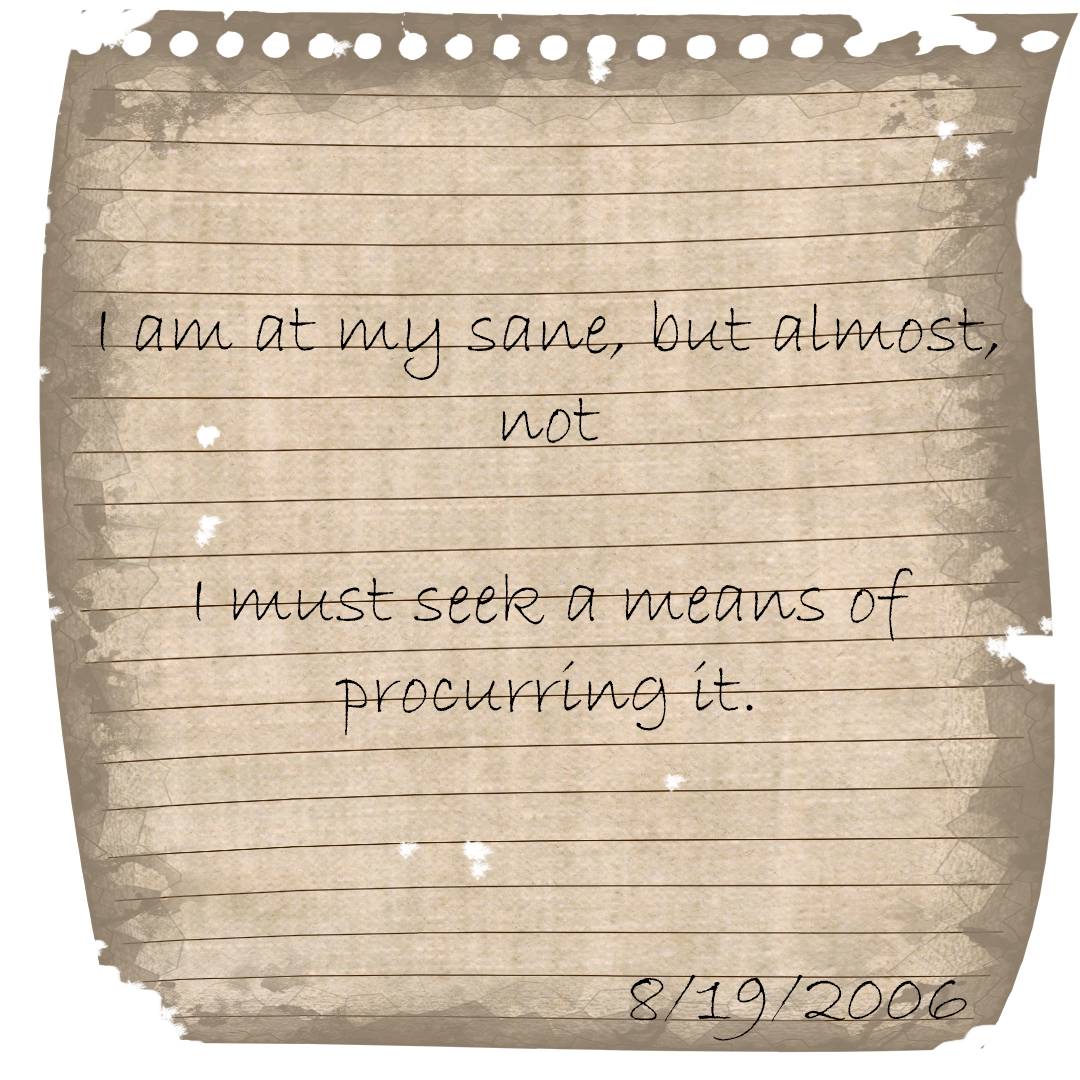 I am at my sane, but almost,
not
I must seek a means of
procurring it.
8/19/2006